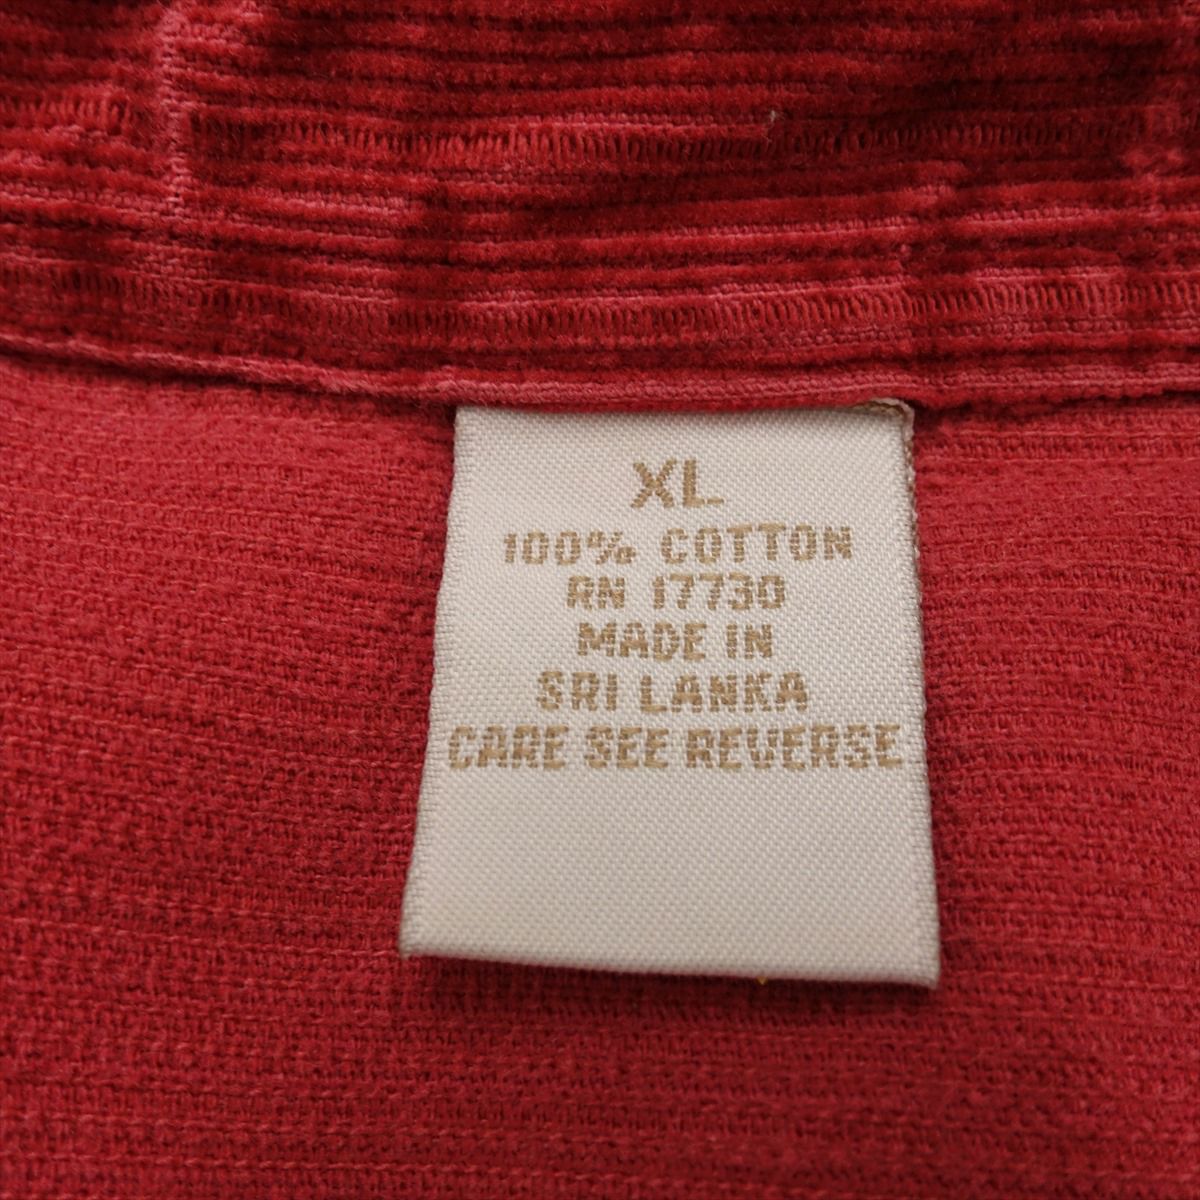 XL
100% COTTON
RN 17730
MADE IN
SRI LANKA
CARE SEE REVERSE